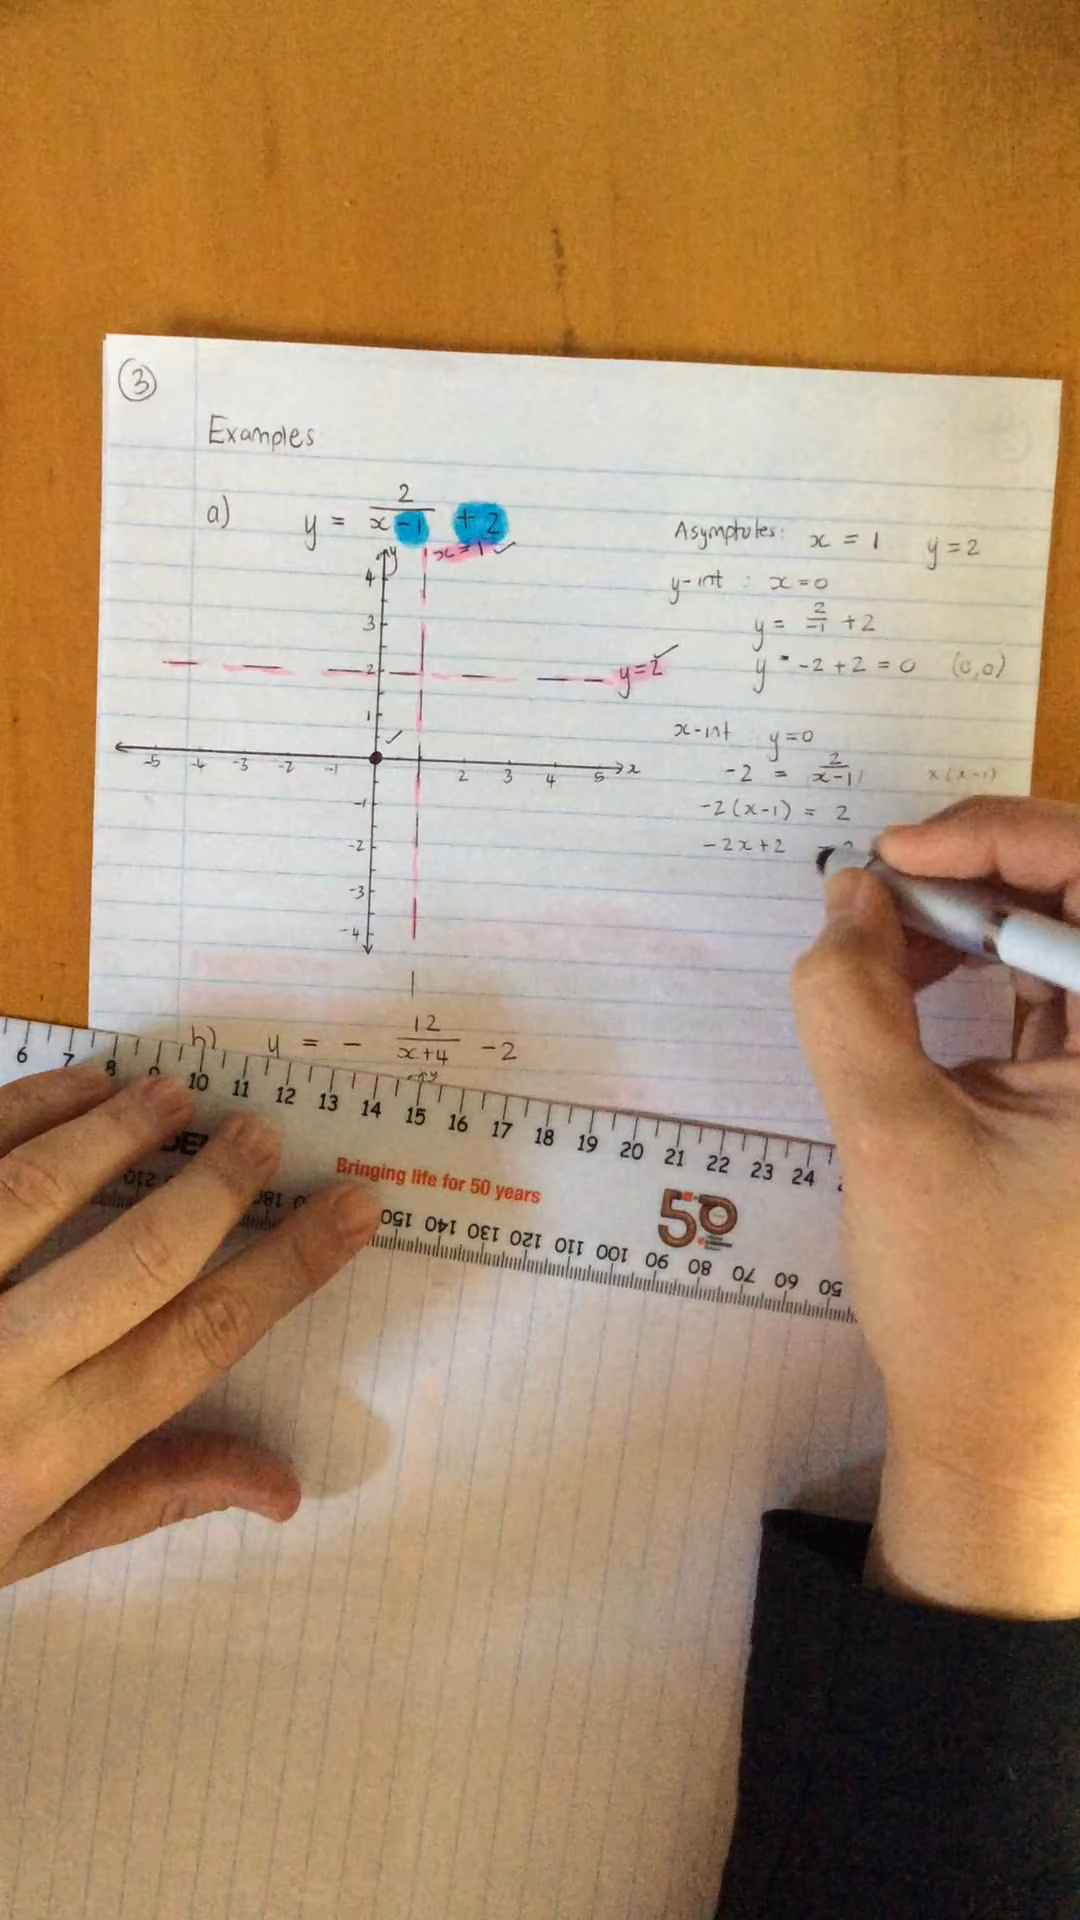 ③
Examples
a) y = 2/(x-1) + 2
Asymptotes: x = 1 y = 2
y-int : x = 0
y = 2/-1 + 2
y = -2 + 2 = 0 (0,0)
x-int y = 0
-2 = 2/(x-1) × (x-1)
-2(x-1) = 2
-2x + 2 = 2
y
x = 1 ✓
4
3
2
1
y = 2 ✓
✓
-5 -4 -3 -2 -1 2 3 4 5 x
-1
-2
-3
-4
b) y = - 12/(x+4) - 2
y
6 7 8 9 10 11 12 13 14 15 16 17 18 19 20 21 22 23 24
Bringing life for 50 years
50
210
180
150 140 130 120 110 100 90 80 70 60 50